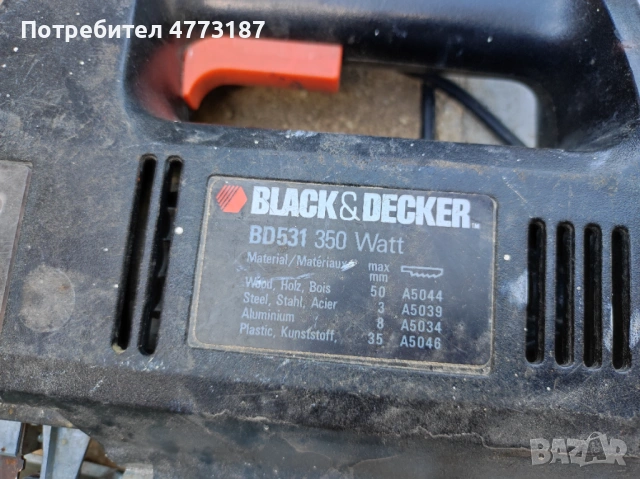 Потребител 4773187
BLACK&DECKER™
BD531 350 Watt
Material/Matériaux max mm
Wood, Holz, Bois 50 A5044
Steel, Stahl, Acier 3 A5039
Aluminium 8 A5034
Plastic, Kunststoff, 35 A5046
BAZAR